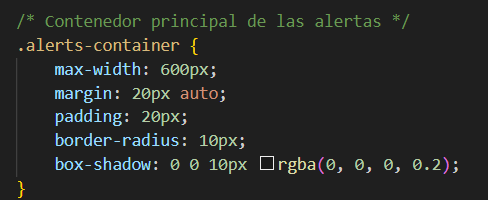 /* Contenedor principal de las alertas */
.alerts-container {
    max-width: 600px;
    margin: 20px auto;
    padding: 20px;
    border-radius: 10px;
    box-shadow: 0 0 10px rgba(0, 0, 0, 0.2);
}